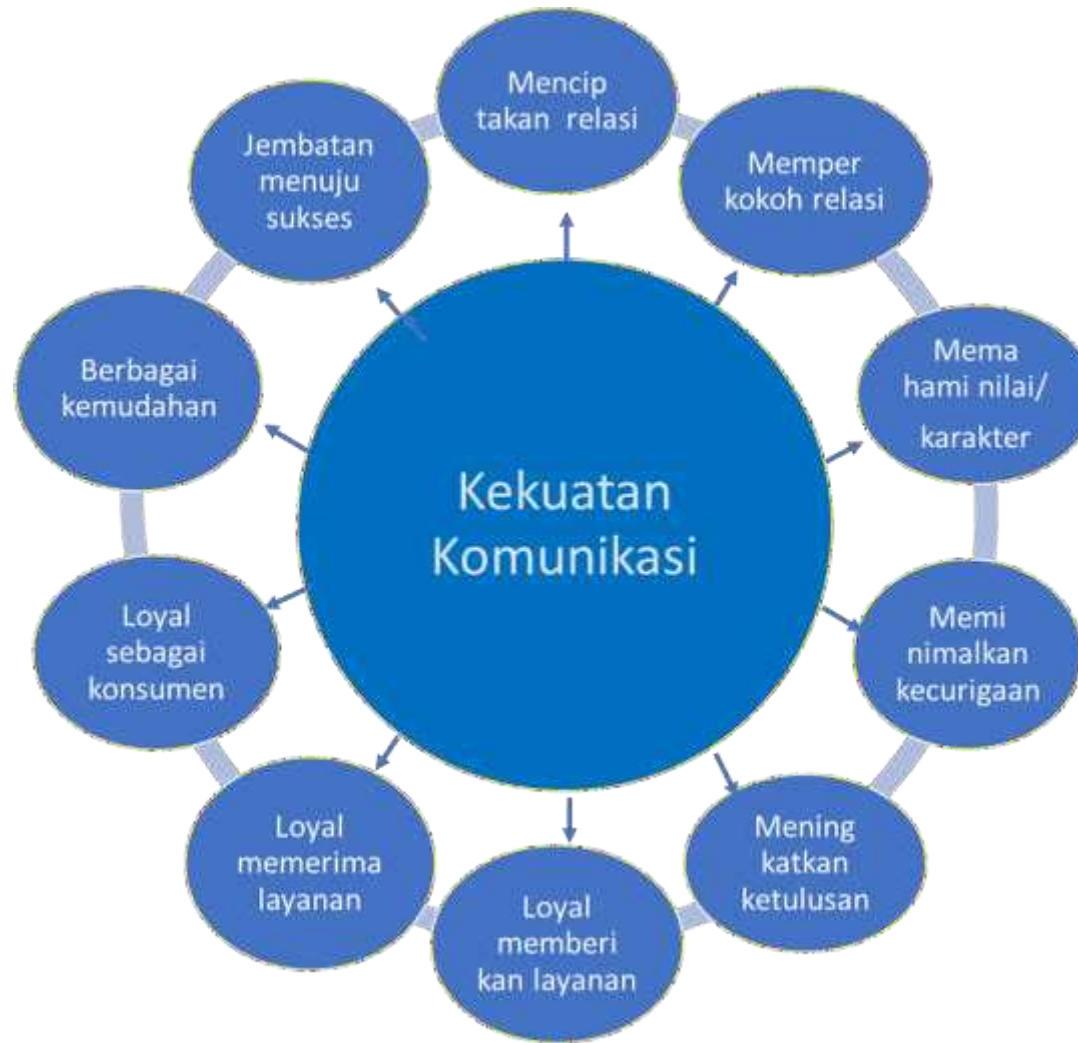 Mencip
takan relasi
Memper
kokoh relasi
Mema
hami nilai/
karakter
Memi
nimalkan
kecurigaan
Mening
katkan
ketulusan
Loyal
memberi
kan layanan
Loyal
memerima
layanan
Loyal
sebagai
konsumen
Berbagai
kemudahan
Jembatan
menuju
sukses
Kekuatan
Komunikasi